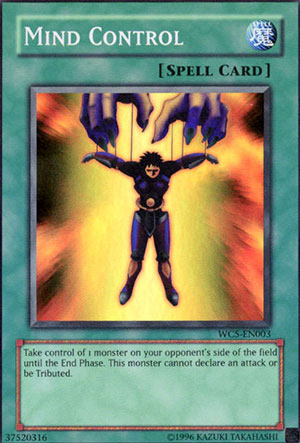 MIND CONTROL
魔
[SPELL CARD]
WC5-EN003
Take control of 1 monster on your opponent's side of the field
until the End Phase. This monster cannot declare an attack or
be Tributed.
37520316
©1996 KAZUKI TAKAHASHI